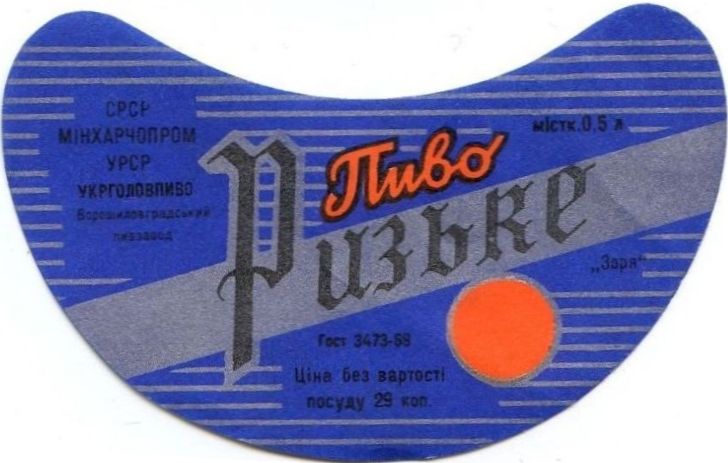 СРСР
МІНХАРЧОПРОМ
УРСР
УКРГОЛОВПИВО
Ворошиловградський
пивзавод
містк. 0,5 л
Пиво
Ризьке
„Заря“
Гост 3473-69
Ціна без вартості
посуду 29 коп.